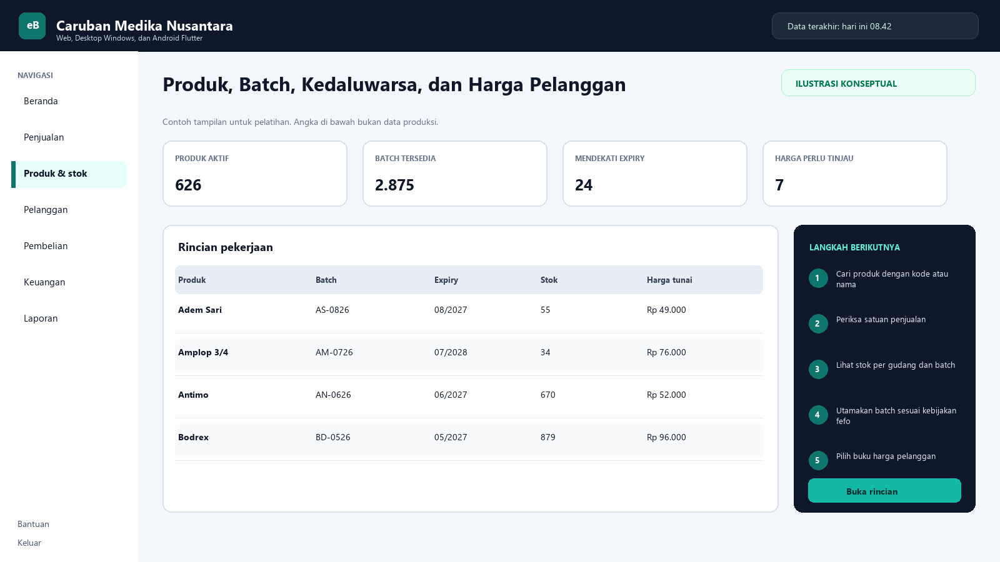 eB
Caruban Medika Nusantara
Web, Desktop Windows, dan Android Flutter
Data terakhir: hari ini 08.42
NAVIGASI
Beranda
Penjualan
Produk & stok
Pelanggan
Pembelian
Keuangan
Laporan
Bantuan
Keluar
Produk, Batch, Kedaluwarsa, dan Harga Pelanggan
ILUSTRASI KONSEPTUAL
Contoh tampilan untuk pelatihan. Angka di bawah bukan data produksi.
PRODUK AKTIF
626
BATCH TERSEDIA
2.875
MENDEKATI EXPIRY
24
HARGA PERLU TINJAU
7
Rincian pekerjaan
Produk Batch Expiry Stok Harga tunai
Adem Sari AS-0826 08/2027 55 Rp 49.000
Amplop 3/4 AM-0726 07/2028 34 Rp 76.000
Antimo AN-0626 06/2027 670 Rp 52.000
Bodrex BD-0526 05/2027 879 Rp 96.000
LANGKAH BERIKUTNYA
1 Cari produk dengan kode atau
nama
2 Periksa satuan penjualan
3 Lihat stok per gudang dan batch
4 Utamakan batch sesuai kebijakan
fefo
5 Pilih buku harga pelanggan
Buka rincian